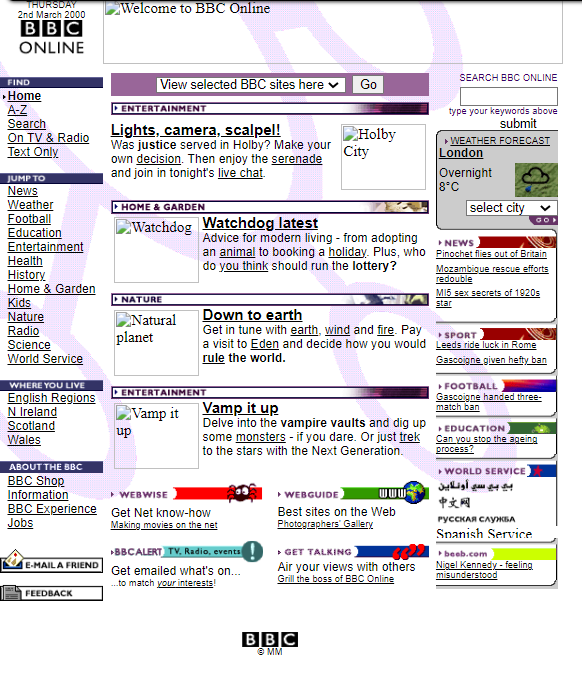 THURSDAY
2nd March 2000
BBC
ONLINE
Welcome to BBC Online
FIND
Home
A-Z
Search
On TV & Radio
Text Only
JUMP TO
News
Weather
Football
Education
Entertainment
Health
History
Home & Garden
Kids
Nature
Radio
Science
World Service
WHERE YOU LIVE
English Regions
N Ireland
Scotland
Wales
ABOUT THE BBC
BBC Shop
Information
BBC Experience
Jobs
E-MAIL A FRIEND
FEEDBACK
View selected BBC sites here
Go
ENTERTAINMENT
Lights, camera, scalpel!
Was justice served in Holby? Make your
own decision. Then enjoy the serenade
and join in tonight's live chat.
Holby
City
HOME & GARDEN
Watchdog
Watchdog latest
Advice for modern living - from adopting
an animal to booking a holiday. Plus, who
do you think should run the lottery?
NATURE
Natural
planet
Down to earth
Get in tune with earth, wind and fire. Pay
a visit to Eden and decide how you would
rule the world.
ENTERTAINMENT
Vamp it
up
Vamp it up
Delve into the vampire vaults and dig up
some monsters - if you dare. Or just trek
to the stars with the Next Generation.
WEBWISE
Get Net know-how
Making movies on the net
WEBGUIDE
WWW
Best sites on the Web
Photographers' Gallery
BBCALERT TV, Radio, events
Get emailed what's on...
...to match your interests!
GET TALKING
Air your views with others
Grill the boss of BBC Online
SEARCH BBC ONLINE
type your keywords above
submit
WEATHER FORECAST
London
Overnight
8°C
select city
GO
NEWS
Pinochet flies out of Britain
Mozambique rescue efforts
redouble
MI5 sex secrets of 1920s
star
SPORT
Leeds ride luck in Rome
Gascoigne given hefty ban
FOOTBALL
Gascoigne handed three-
match ban
EDUCATION
Can you stop the ageing
process?
WORLD SERVICE
بي بي سي أونلاين
中文网
РУССКАЯ СЛУЖБА
Spanish Service
beeb.com
Nigel Kennedy - feeling
misunderstood
BBC
© MM